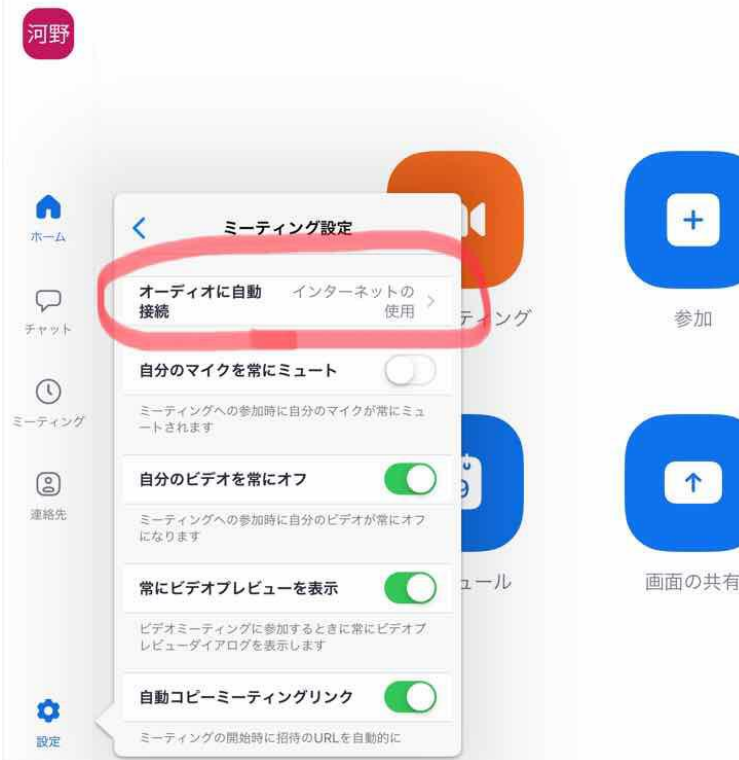 河野
ホーム
チャット
ミーティング
連絡先
設定
ミーティング設定
オーディオに自動
接続
インターネットの
使用
自分のマイクを常にミュート
ミーティングへの参加時に自分のマイクが常にミュ
ートされます
自分のビデオを常にオフ
ミーティングへの参加時に自分のビデオが常にオフ
になります
常にビデオプレビューを表示
ビデオミーティングに参加するときに常にビデオプ
レビューダイアログを表示します
自動コピーミーティングリンク
ミーティングの開始時に招待のURLを自動的に
ティング
参加
ュール
画面の共有